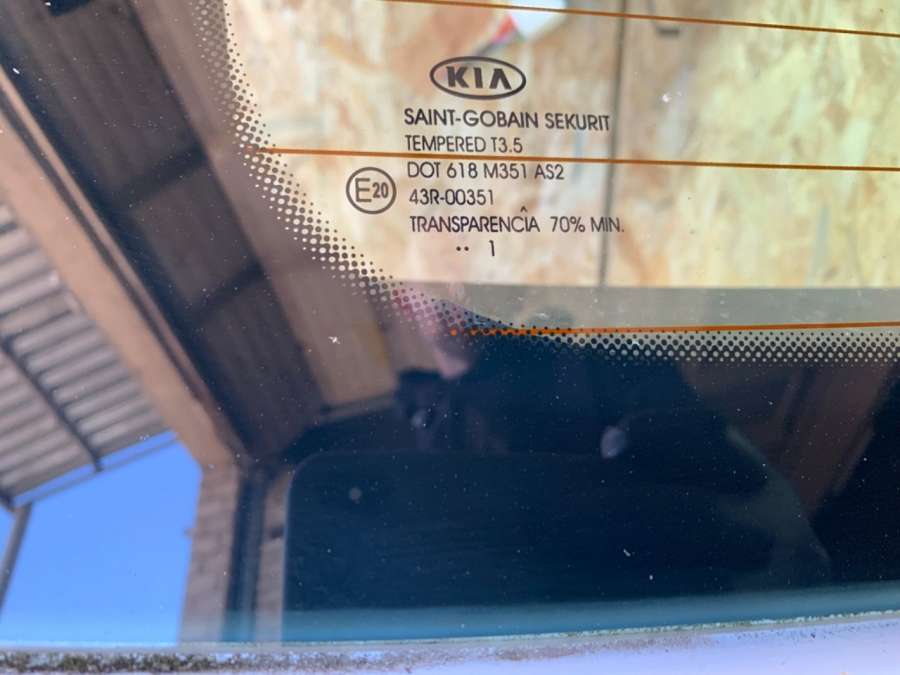 KIA
SAINT-GOBAIN SEKURIT
TEMPERED T3.5
DOT 618 M351 AS2
E20
43R-00351
TRANSPARENCÎA 70% MIN.
.. 1